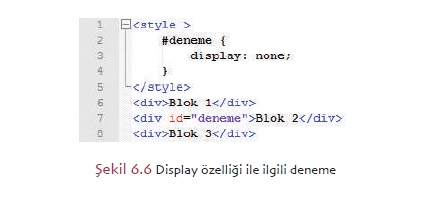 1 <style >
2 #deneme {
3 display: none;
4 }
5 </style>
6 <div>Blok 1</div>
7 <div id="deneme">Blok 2</div>
8 <div>Blok 3</div>
Şekil 6.6 Display özelliği ile ilgili deneme